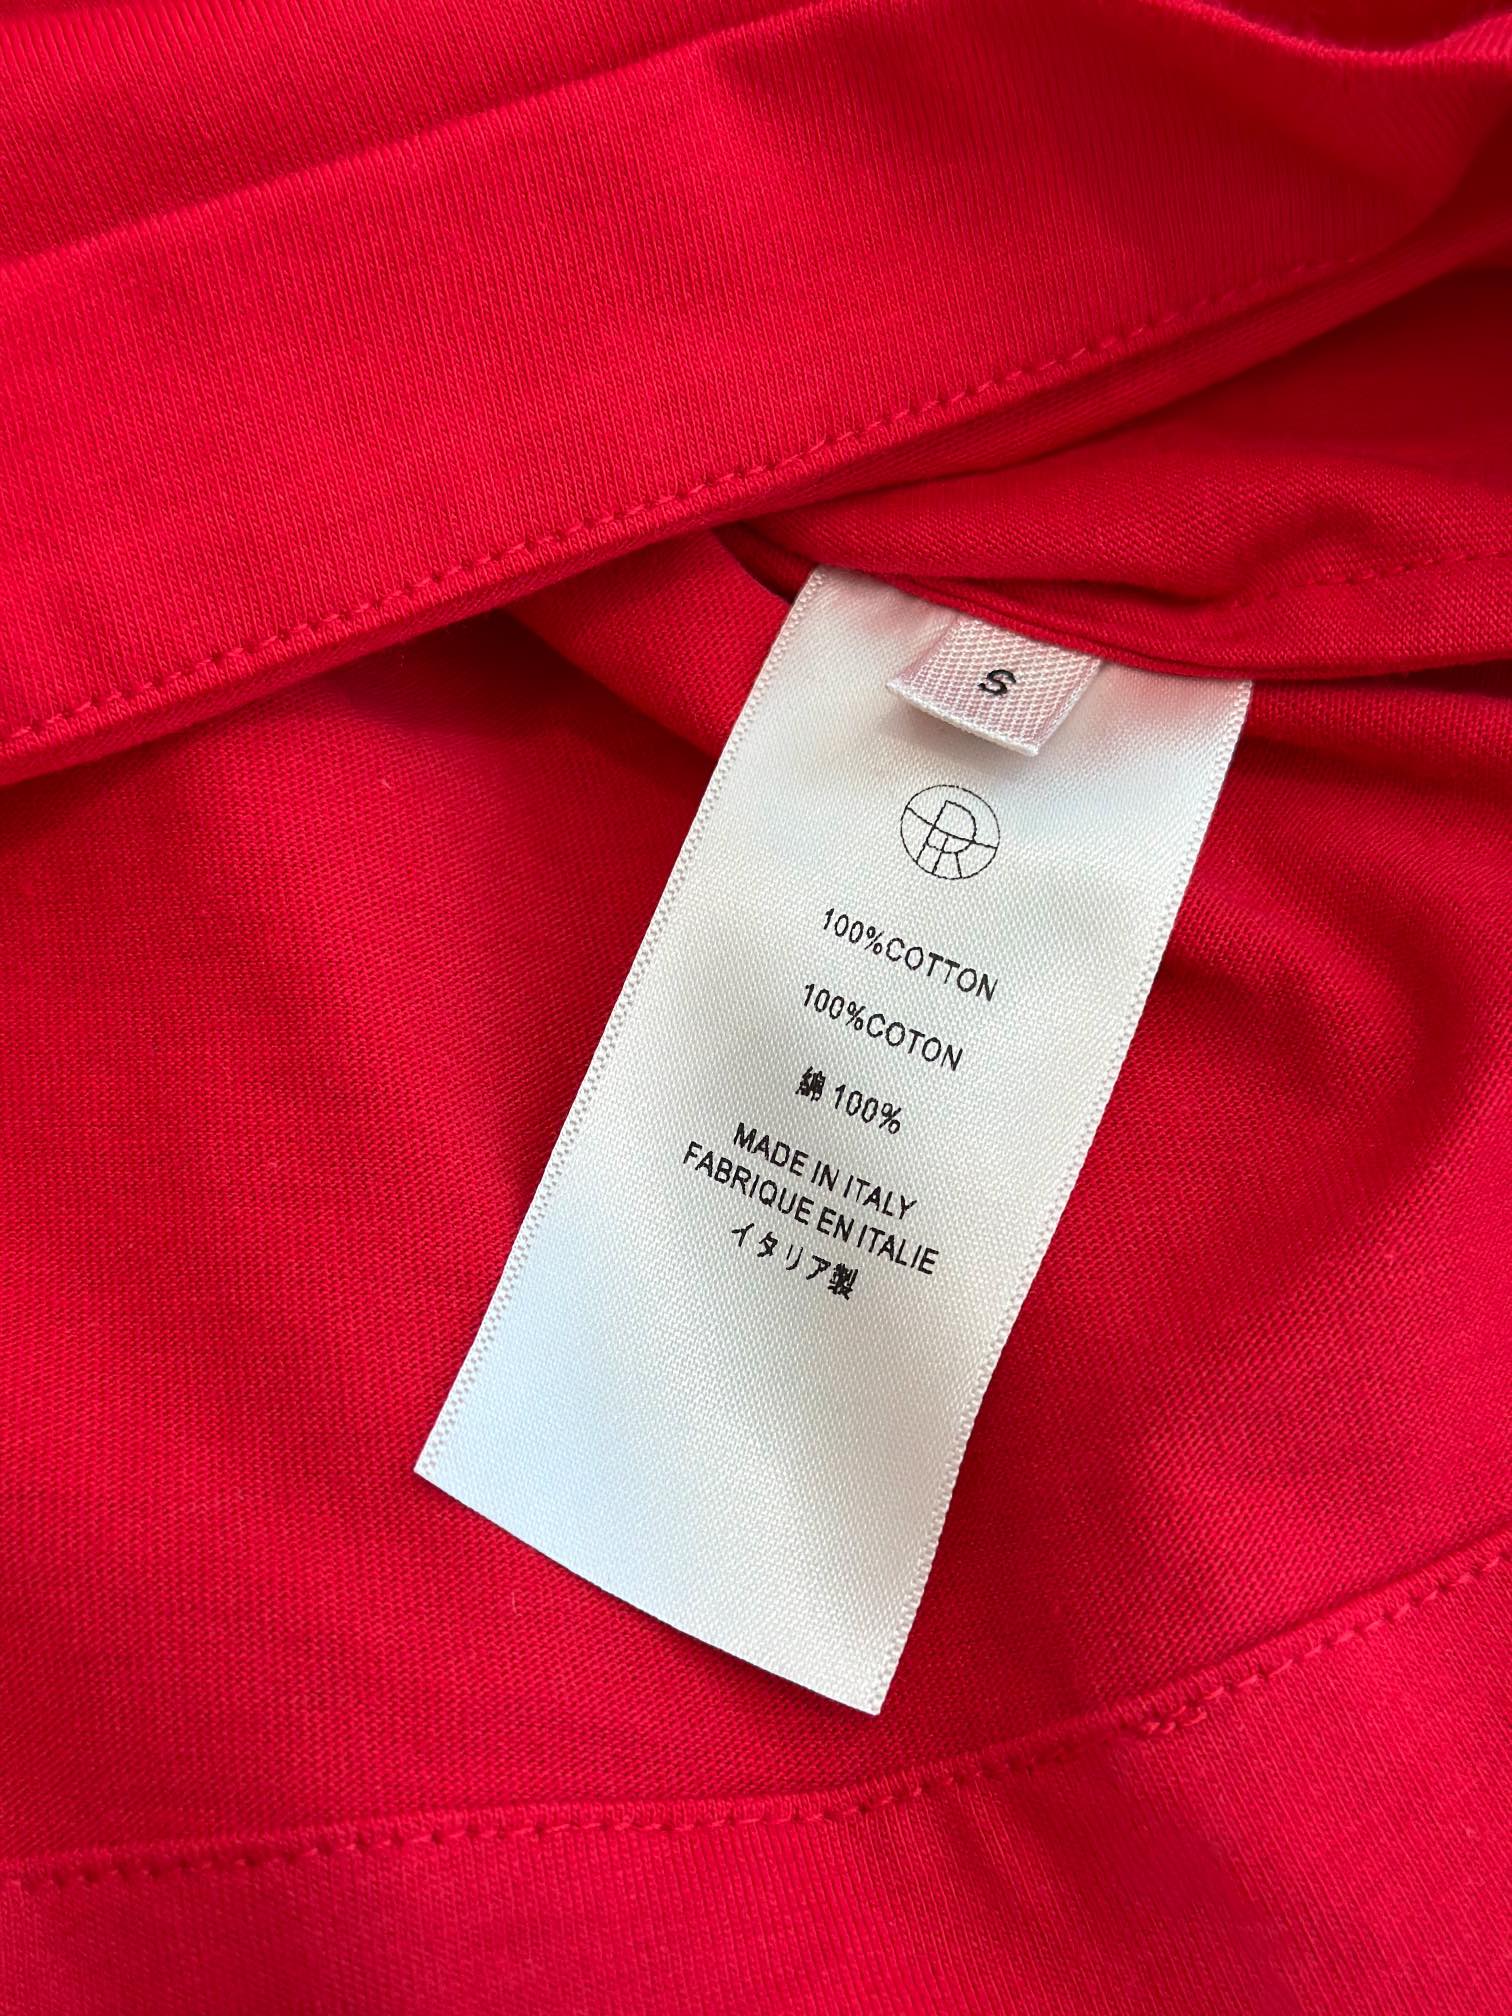 S
100%COTTON
100%COTON
綿 100%
MADE IN ITALY
FABRIQUE EN ITALIE
イタリア製